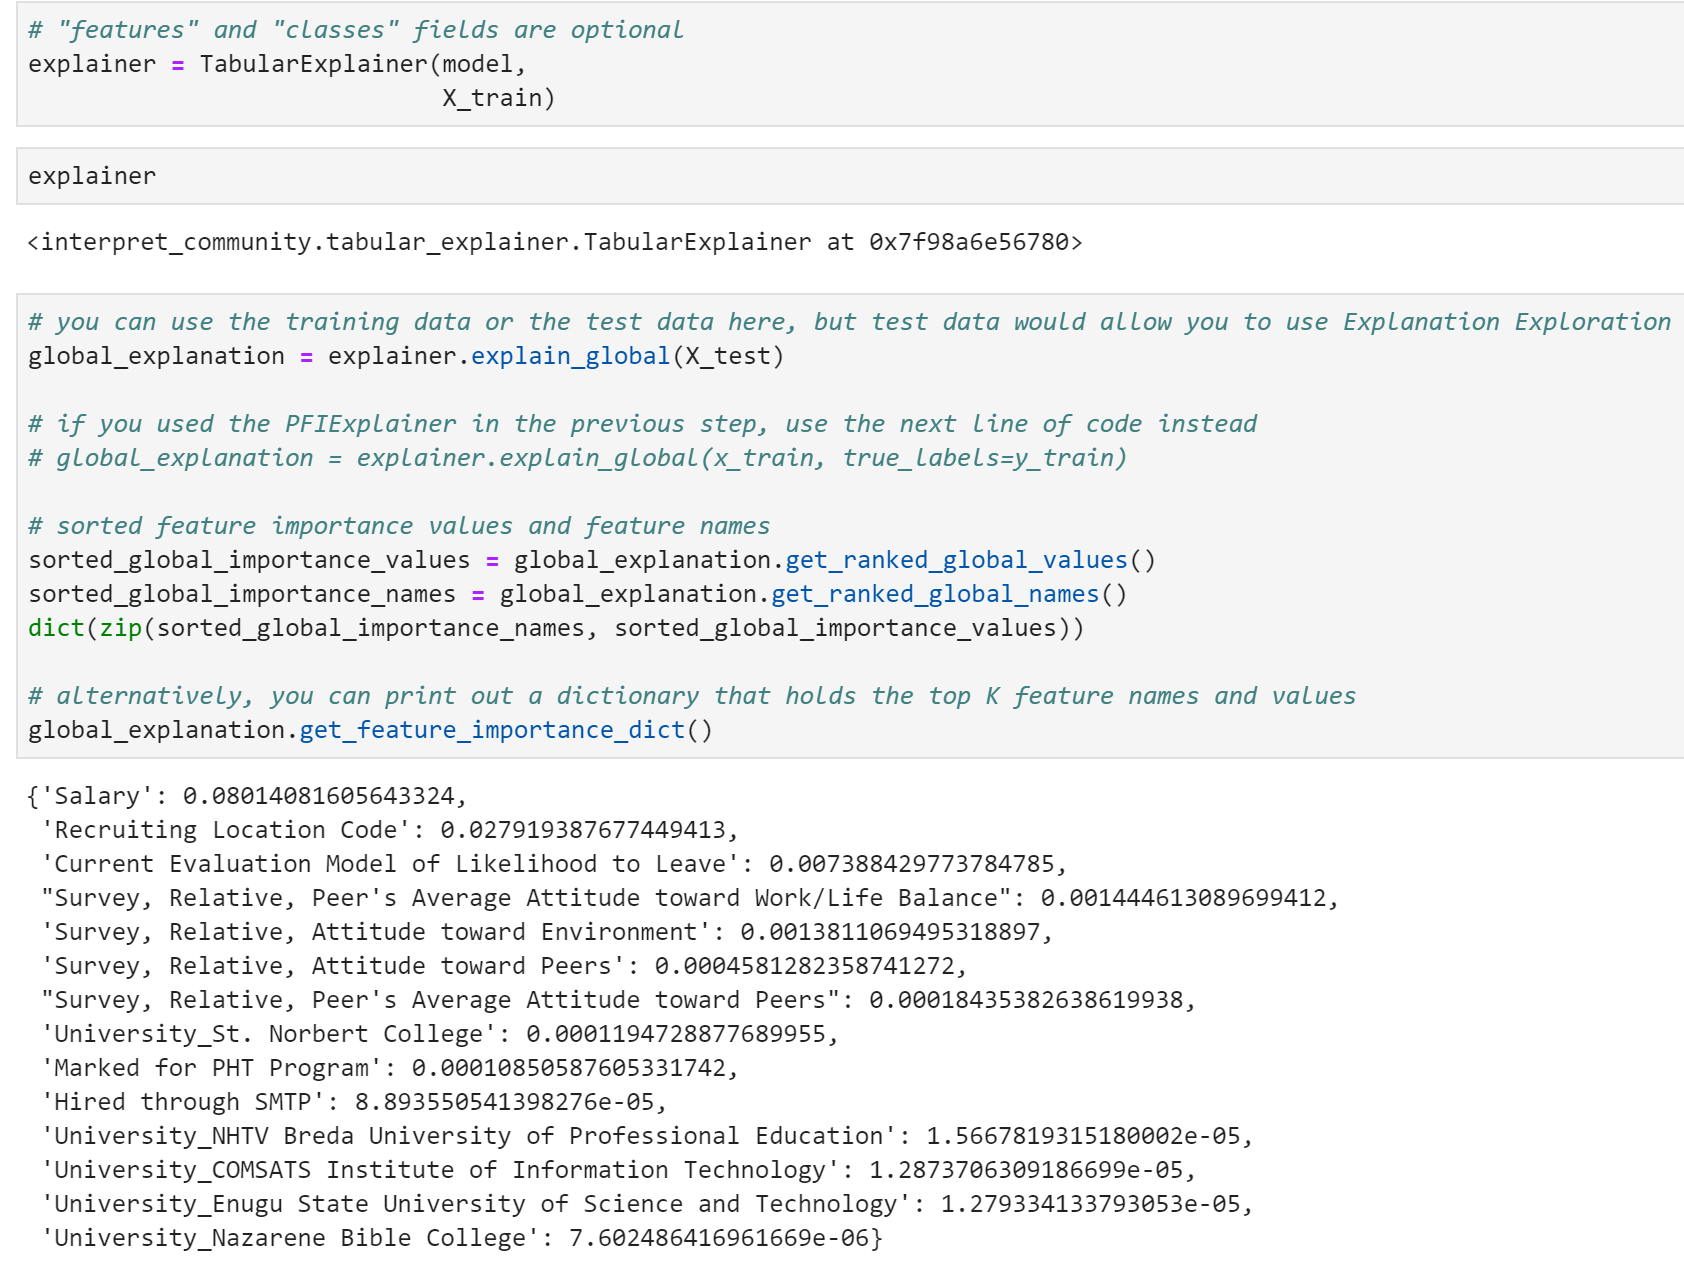 # "features" and "classes" fields are optional
explainer = TabularExplainer(model,
                             X_train)
explainer
<interpret_community.tabular_explainer.TabularExplainer at 0x7f98a6e56780>
# you can use the training data or the test data here, but test data would allow you to use Explanation Exploration
global_explanation = explainer.explain_global(X_test)
# if you used the PFIExplainer in the previous step, use the next line of code instead
# global_explanation = explainer.explain_global(x_train, true_labels=y_train)
# sorted feature importance values and feature names
sorted_global_importance_values = global_explanation.get_ranked_global_values()
sorted_global_importance_names = global_explanation.get_ranked_global_names()
dict(zip(sorted_global_importance_names, sorted_global_importance_values))
# alternatively, you can print out a dictionary that holds the top K feature names and values
global_explanation.get_feature_importance_dict()
{'Salary': 0.08014081605643324,
 'Recruiting Location Code': 0.027919387677449413,
 'Current Evaluation Model of Likelihood to Leave': 0.007388429773784785,
 "Survey, Relative, Peer's Average Attitude toward Work/Life Balance": 0.001444613089699412,
 'Survey, Relative, Attitude toward Environment': 0.0013811069495318897,
 'Survey, Relative, Attitude toward Peers': 0.0004581282358741272,
 "Survey, Relative, Peer's Average Attitude toward Peers": 0.00018435382638619938,
 'University_St. Norbert College': 0.0001194728877689955,
 'Marked for PHT Program': 0.00010850587605331742,
 'Hired through SMTP': 8.893550541398276e-05,
 'University_NHTV Breda University of Professional Education': 1.5667819315180002e-05,
 'University_COMSATS Institute of Information Technology': 1.2873706309186699e-05,
 'University_Enugu State University of Science and Technology': 1.279334133793053e-05,
 'University_Nazarene Bible College': 7.602486416961669e-06}